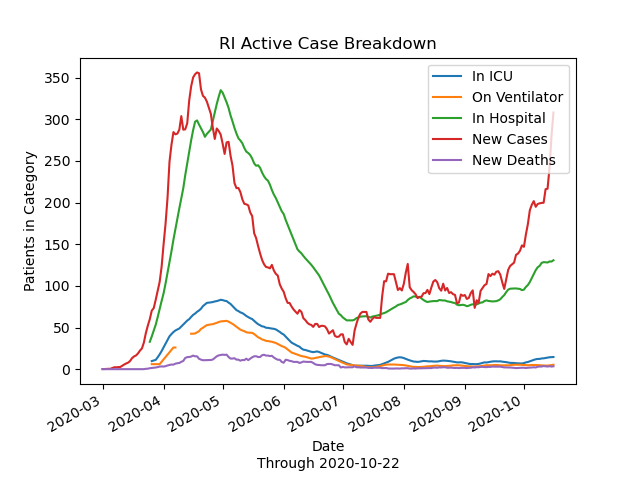 RI Active Case Breakdown
In ICU
On Ventilator
In Hospital
New Cases
New Deaths
Patients in Category
350
300
250
200
150
100
50
0
2020-03
2020-04
2020-05
2020-06
2020-07
2020-08
2020-09
2020-10
Date
Through 2020-10-22